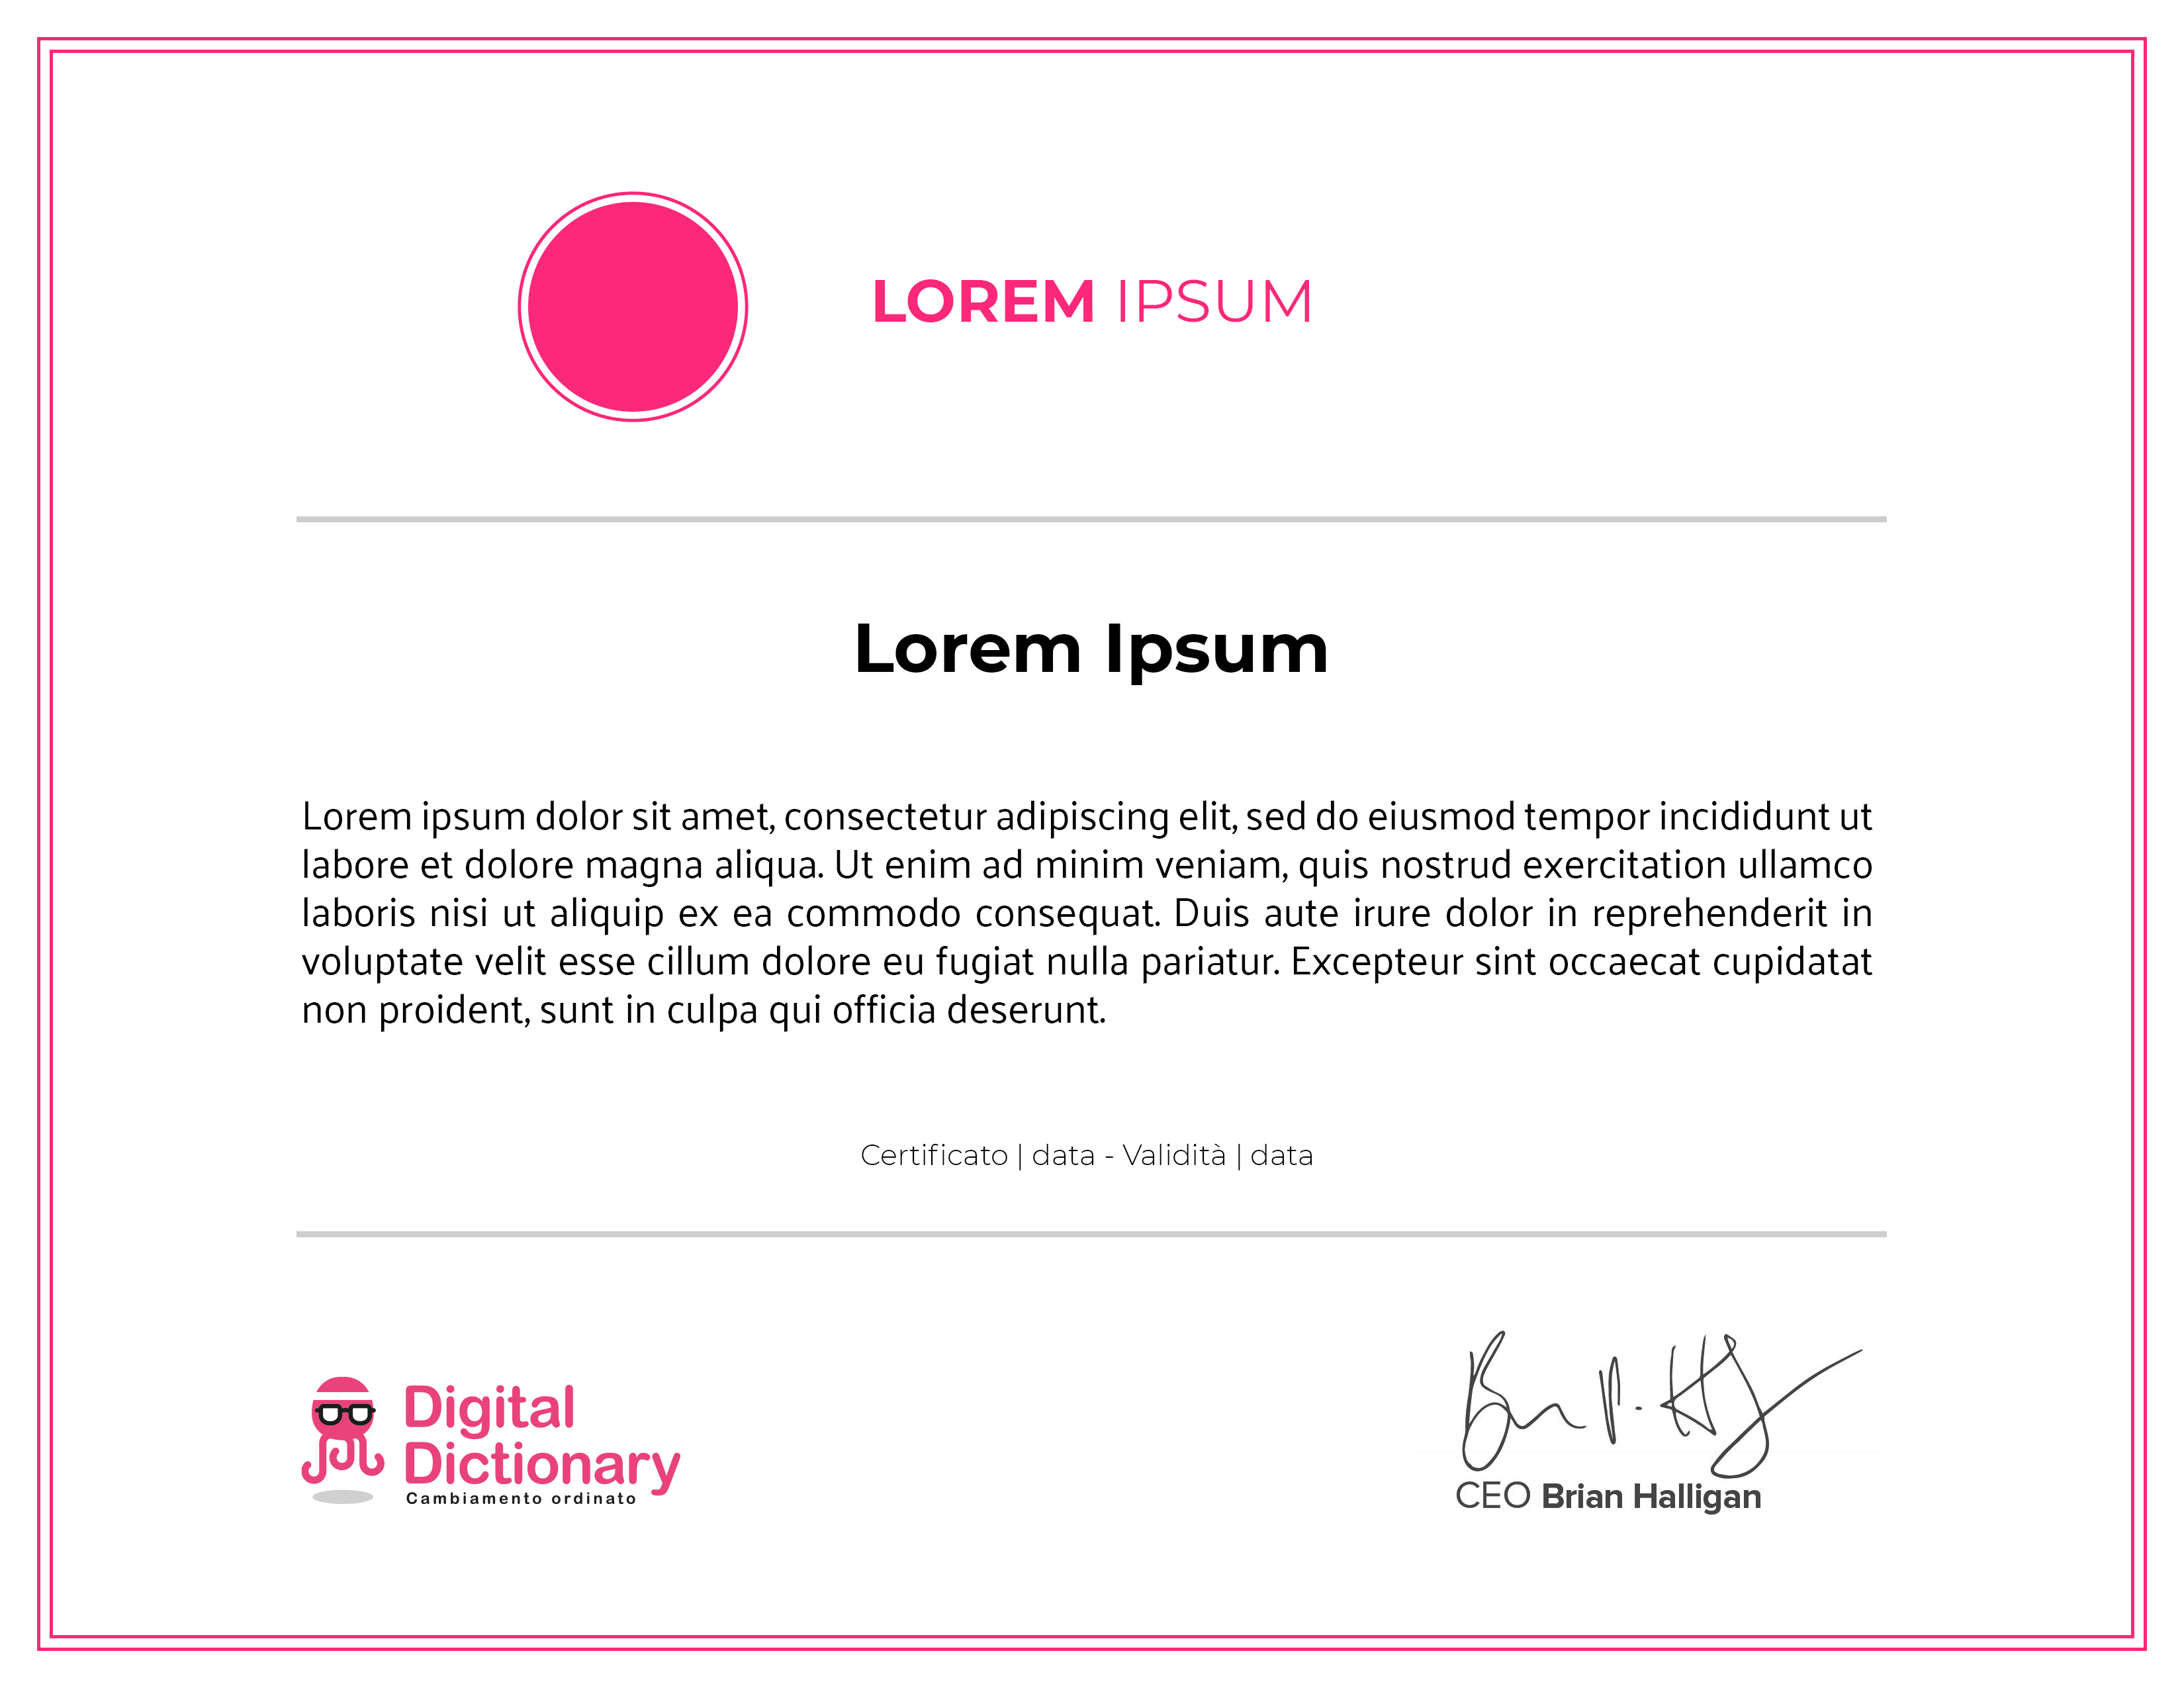 LOREM IPSUM
Lorem Ipsum
Lorem ipsum dolor sit amet, consectetur adipiscing elit, sed do eiusmod tempor incididunt ut
labore et dolore magna aliqua. Ut enim ad minim veniam, quis nostrud exercitation ullamco
laboris nisi ut aliquip ex ea commodo consequat. Duis aute irure dolor in reprehenderit in
voluptate velit esse cillum dolore eu fugiat nulla pariatur. Excepteur sint occaecat cupidatat
non proident, sunt in culpa qui officia deserunt.
Certificato | data - Validità | data
Digital
Dictionary
Cambiamento ordinato
CEO Brian Halligan